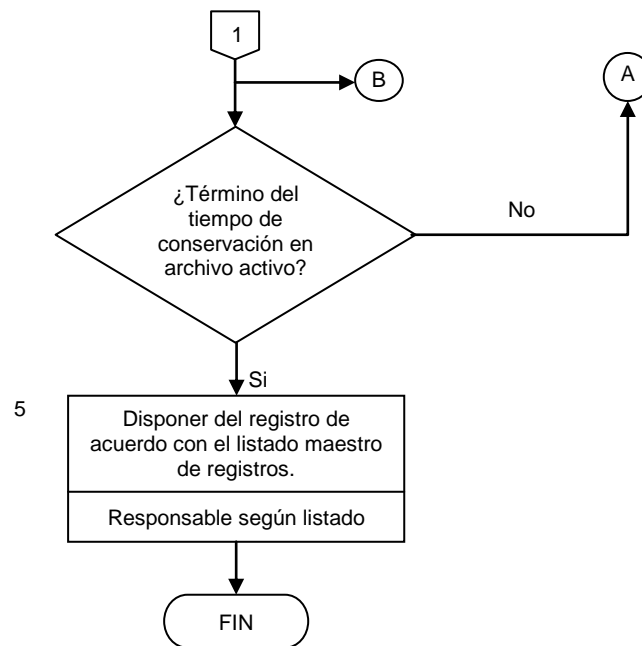 1
B
A
¿Término del
tiempo de
conservación en
archivo activo?
No
Si
5
Disponer del registro de
acuerdo con el listado maestro
de registros.
Responsable según listado
FIN